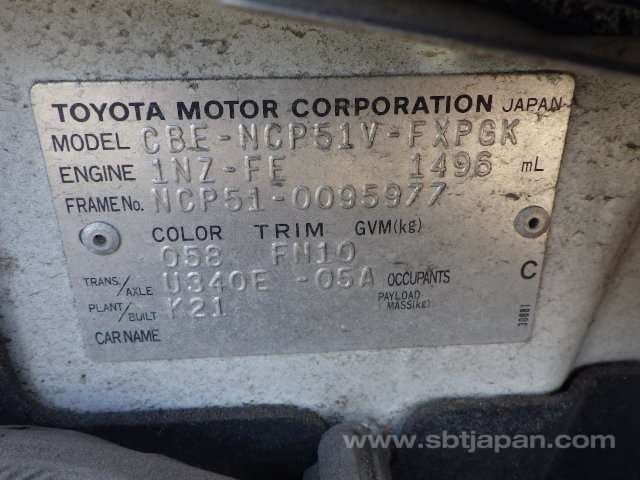 TOYOTA MOTOR CORPORATION JAPAN
MODEL CBE-NCP51V-FXPGK
ENGINE 1NZ-FE 1496 mL
FRAME No. NCP51-0095977
COLOR TRIM GVM(kg)
058 FN10
TRANS./AXLE U340E -05A OCCUPANTS C
PLANT/BUILT K21 PAYLOAD MASS(kg)
CAR NAME
30881
www.sbtjapan.com